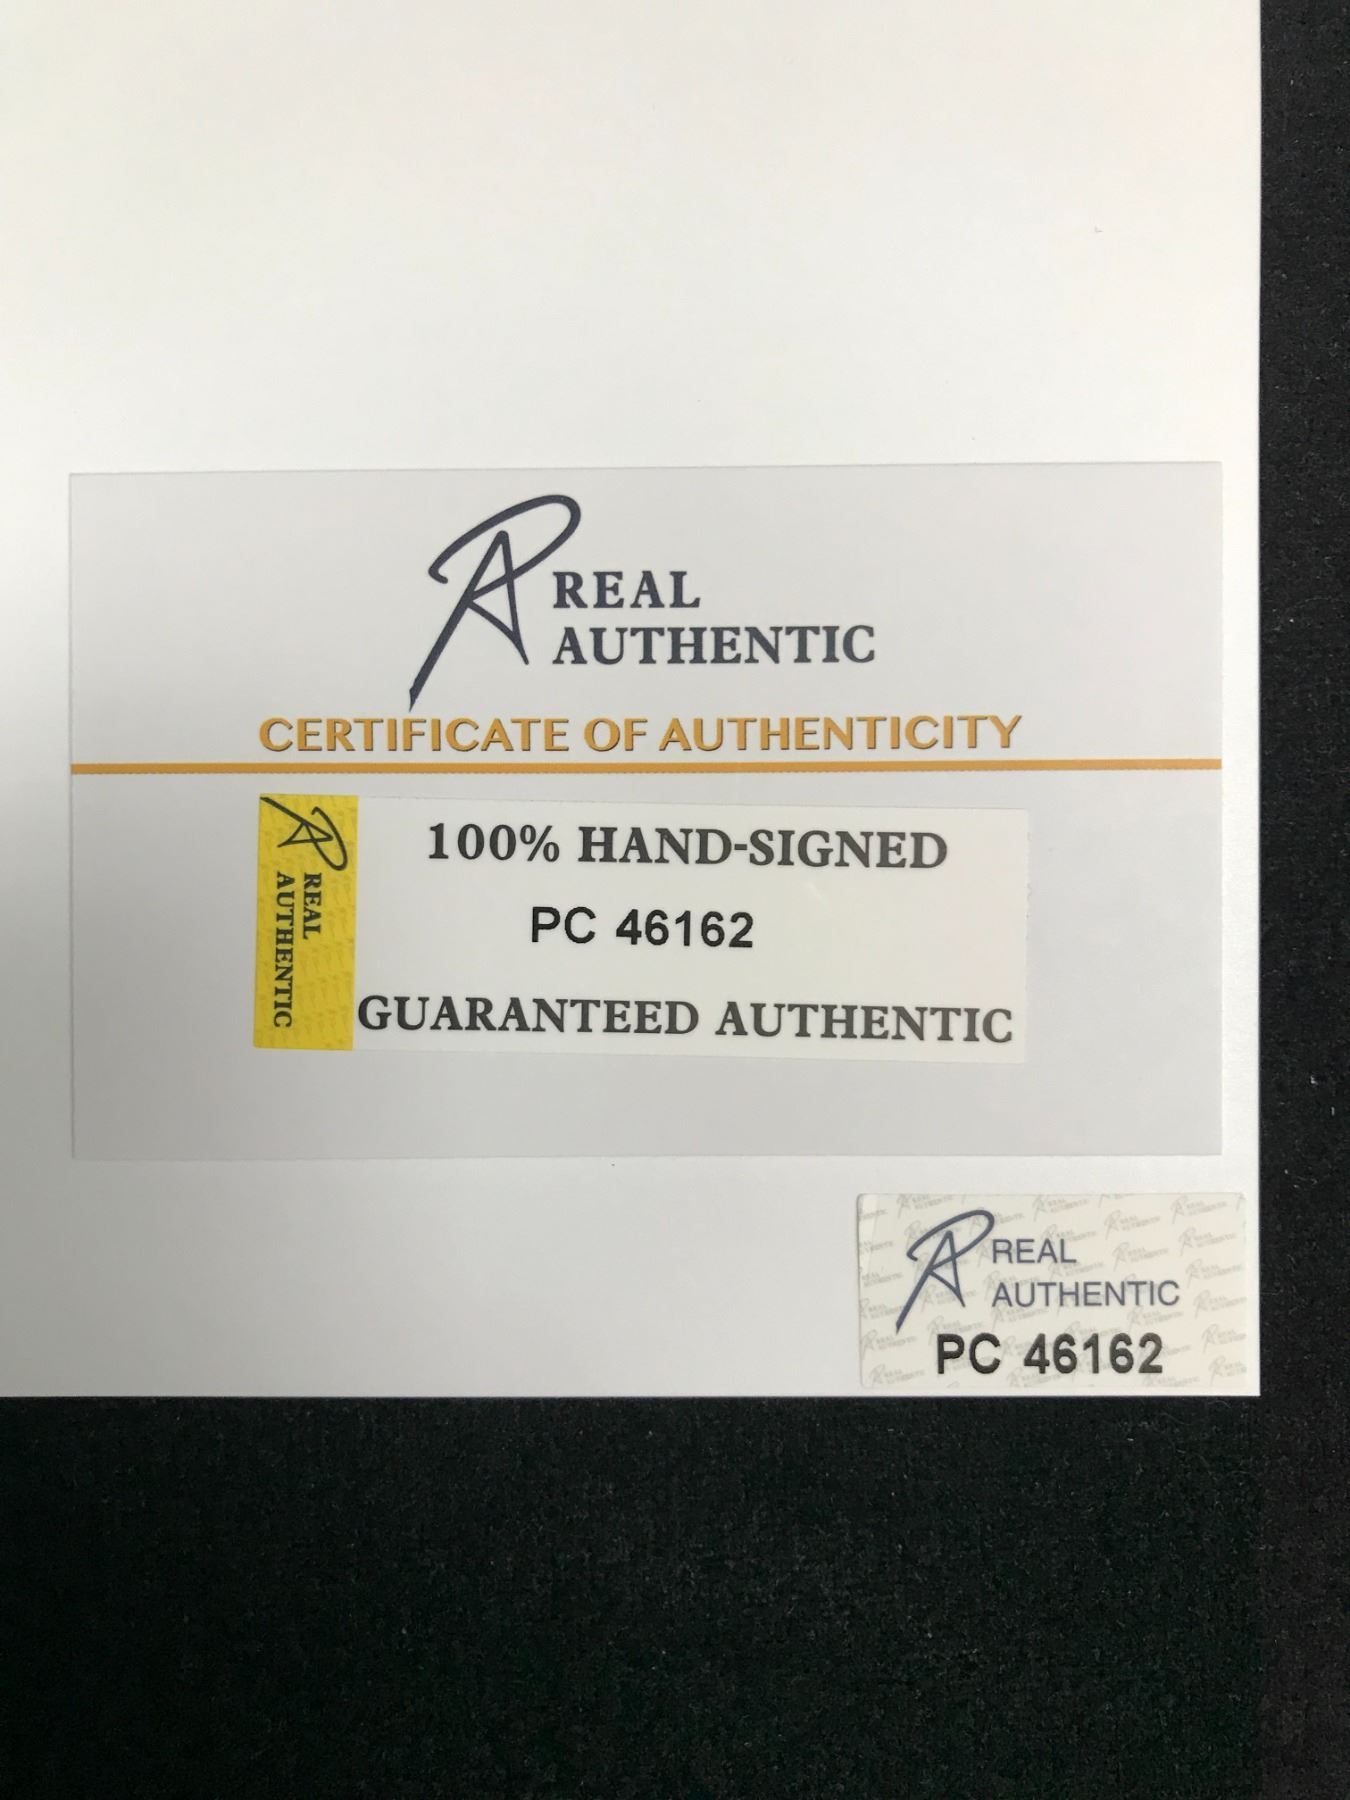 REAL
AUTHENTIC
CERTIFICATE OF AUTHENTICITY
REAL
AUTHENTIC
100% HAND-SIGNED
PC 46162
GUARANTEED AUTHENTIC
REAL
AUTHENTIC
PC 46162